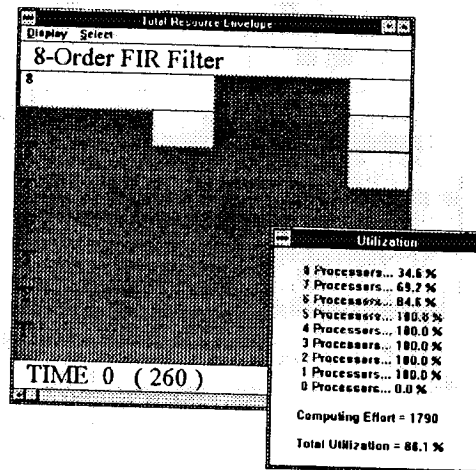 Total Resource Envelope
Display Select
8-Order FIR Filter
8
TIME 0 ( 260 )
Utilization
8 Processors... 34.6 %
7 Processors... 69.2 %
6 Processors... 84.6 %
5 Processors... 100.0 %
4 Processors... 100.0 %
3 Processors... 100.0 %
2 Processors... 100.0 %
1 Processors... 100.0 %
0 Processors... 0.0 %
Computing Effort = 1790
Total Utilization = 86.1 %